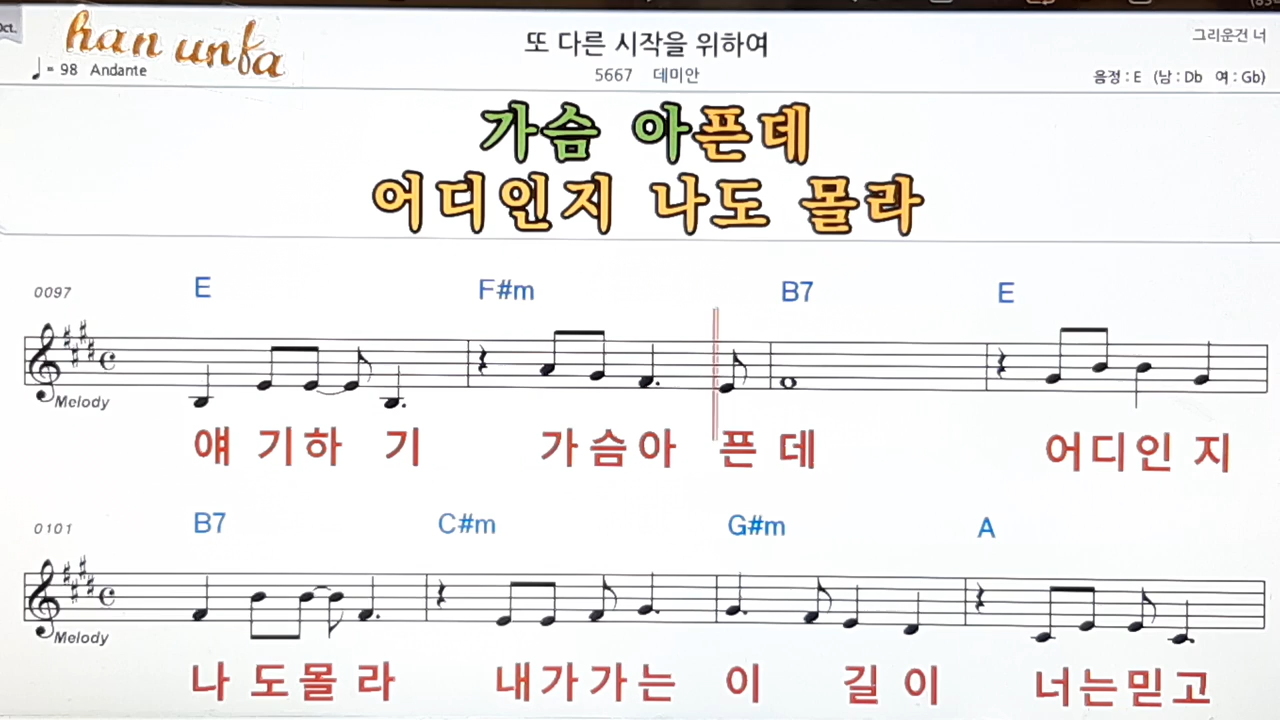 Oct.
han unfa
또 다른 시작을 위하여
그리운건 너
♩= 98 Andante
5667 데미안
음정 : E (남 : Db 여 : Gb)
가슴 아픈데
어디인지 나도 몰라
0097 E F#m B7 E
Melody
얘 기하 기 가슴아 픈 데 어디인 지
0101 B7 C#m G#m A
Melody
나 도몰 라 내가가는 이 길 이 너는믿고